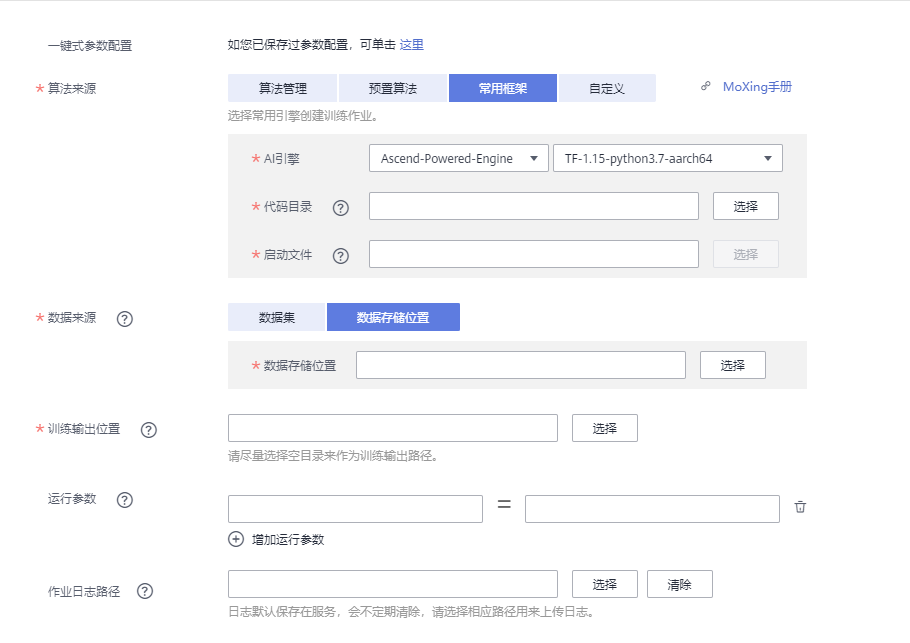 一键式参数配置 如您已保存过参数配置，可单击 这里
* 算法来源 算法管理 预置算法 常用框架 自定义 MoXing手册
选择常用引擎创建训练作业。
* AI引擎 Ascend-Powered-Engine TF-1.15-python3.7-aarch64
* 代码目录 ? 选择
* 启动文件 ? 选择
* 数据来源 ? 数据集 数据存储位置
* 数据存储位置 选择
* 训练输出位置 ? 选择
请尽量选择空目录来作为训练输出路径。
运行参数 ? =
增加运行参数
作业日志路径 ? 选择 清除
日志默认保存在服务，会不定期清除，请选择相应路径用来上传日志。